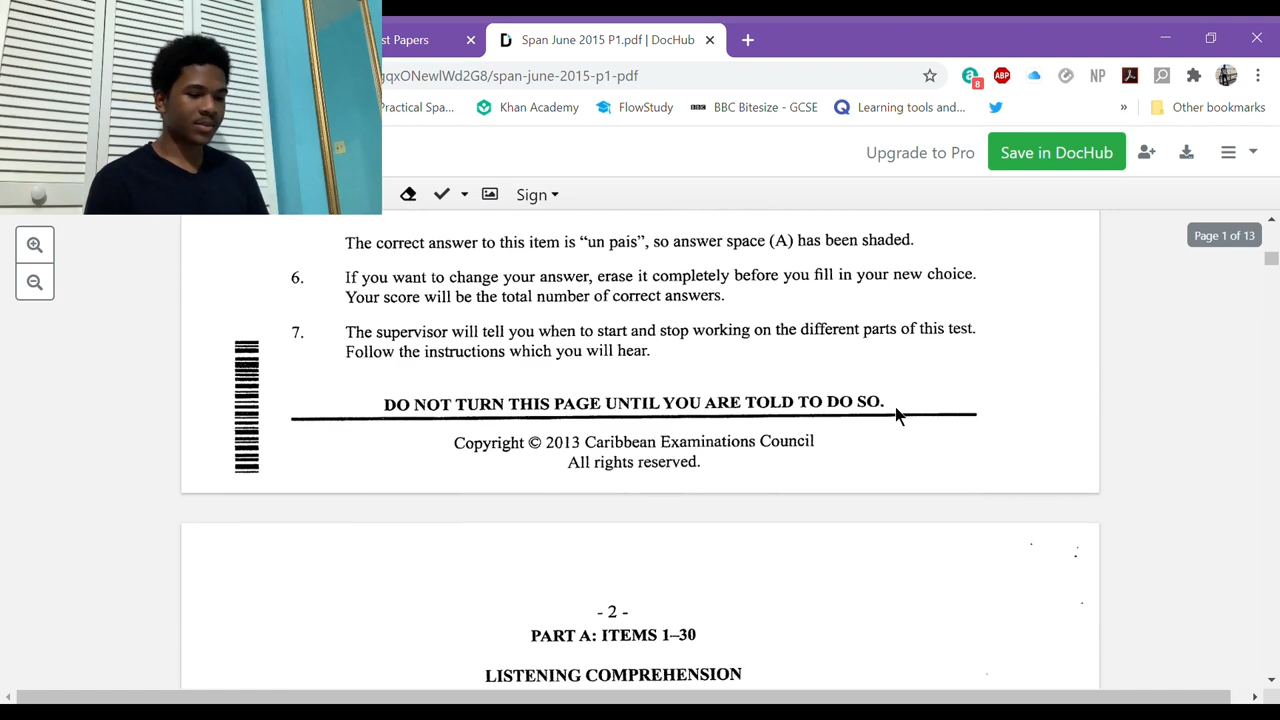 st Papers
Span June 2015 P1.pdf | DocHub
gqxONewlWd2G8/span-june-2015-p1-pdf
ABP
NP
8
Practical Spa...
Khan Academy
FlowStudy
BBC Bitesize - GCSE
Learning tools and...
»
Other bookmarks
Upgrade to Pro
Save in DocHub
Sign
Page 1 of 13
The correct answer to this item is “un pais”, so answer space (A) has been shaded.
6. If you want to change your answer, erase it completely before you fill in your new choice.
Your score will be the total number of correct answers.
7. The supervisor will tell you when to start and stop working on the different parts of this test.
Follow the instructions which you will hear.
DO NOT TURN THIS PAGE UNTIL YOU ARE TOLD TO DO SO.
Copyright © 2013 Caribbean Examinations Council
All rights reserved.
- 2 -
PART A: ITEMS 1–30
LISTENING COMPREHENSION